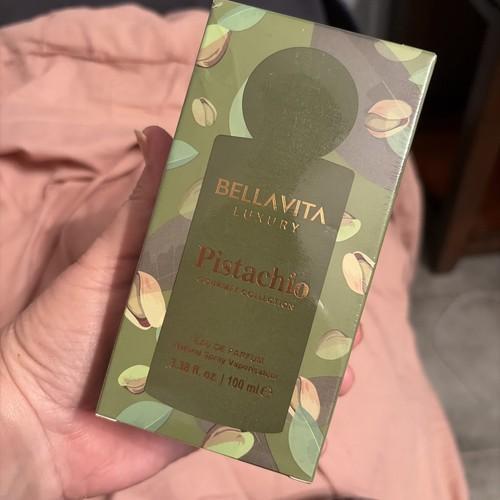 BELLAVITA
LUXURY
Pistachio
GOURMET COLLECTION
EAU DE PARFUM
Natural Spray Vaporisateur
3.38 fl. oz. | 100 ml e